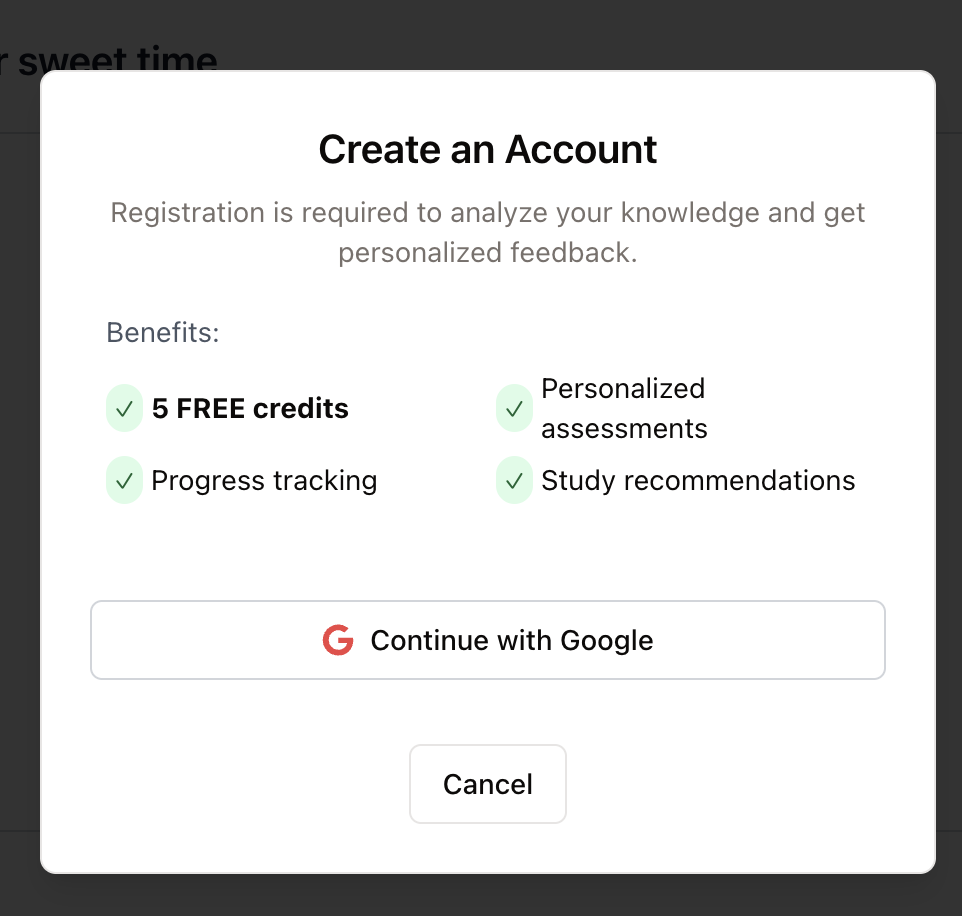 r sweet time
Create an Account
Registration is required to analyze your knowledge and get
personalized feedback.
Benefits:
5 FREE credits
Personalized
assessments
Progress tracking
Study recommendations
Continue with Google
Cancel